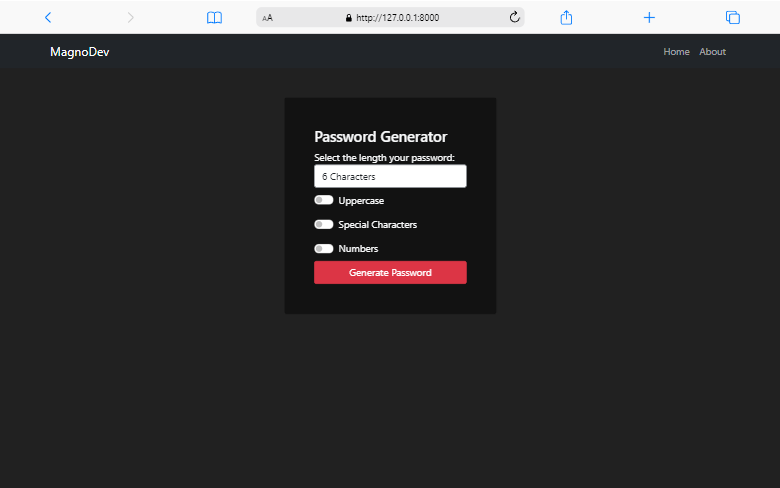 AA http://127.0.0.1:8000
MagnoDev Home About
Password Generator
Select the length your password:
6 Characters
Uppercase
Special Characters
Numbers
Generate Password